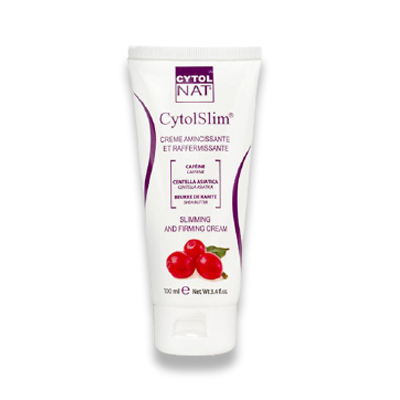 CYTOL
NAT®
CytolSlim®
CRÈME AMINCISSANTE
ET RAFFERMISSANTE
CAFÉINE
CAFFEINE
CENTELLA ASIATICA
CENTELLA ASIATICA
BEURRE DE KARITÉ
SHEA BUTTER
SLIMMING
AND FIRMING CREAM
100 ml ℮ Net Wt 3.4 fl.oz.